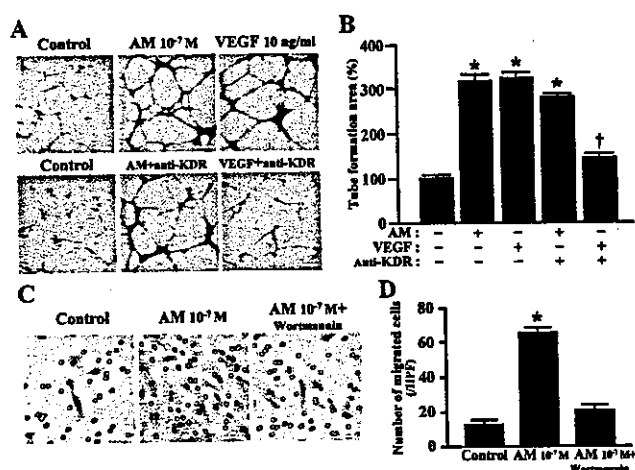 A
Control AM 10⁻⁷ M VEGF 10 ng/ml
Control AM+anti-KDR VEGF+anti-KDR
B
Tube formation area (%)
400
300
200
100
0
* * * †
AM : − + − + −
VEGF : − − + − +
Anti-KDR : − − − + +
C
Control AM 10⁻⁷ M AM 10⁻⁷ M+
Wortmannin
D
Number of migrated cells
(/HPF)
80
60
40
20
0
*
Control AM 10⁻⁷ M AM 10⁻⁷ M+
Wortmannin